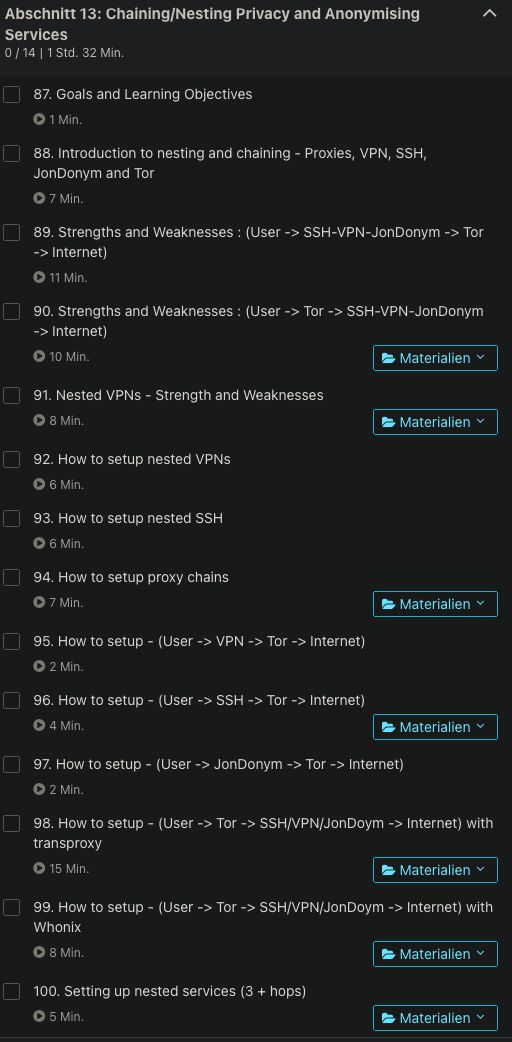 Abschnitt 13: Chaining/Nesting Privacy and Anonymising
Services
0 / 14 | 1 Std. 32 Min.
87. Goals and Learning Objectives
1 Min.
88. Introduction to nesting and chaining - Proxies, VPN, SSH,
JonDonym and Tor
7 Min.
89. Strengths and Weaknesses : (User -> SSH-VPN-JonDonym -> Tor
-> Internet)
11 Min.
90. Strengths and Weaknesses : (User -> Tor -> SSH-VPN-JonDonym
-> Internet)
10 Min.
Materialien
91. Nested VPNs - Strength and Weaknesses
8 Min.
Materialien
92. How to setup nested VPNs
6 Min.
93. How to setup nested SSH
6 Min.
94. How to setup proxy chains
7 Min.
Materialien
95. How to setup - (User -> VPN -> Tor -> Internet)
2 Min.
96. How to setup - (User -> SSH -> Tor -> Internet)
4 Min.
Materialien
97. How to setup - (User -> JonDonym -> Tor -> Internet)
2 Min.
98. How to setup - (User -> Tor -> SSH/VPN/JonDoym -> Internet) with
transproxy
15 Min.
Materialien
99. How to setup - (User -> Tor -> SSH/VPN/JonDoym -> Internet) with
Whonix
8 Min.
Materialien
100. Setting up nested services (3 + hops)
5 Min.
Materialien